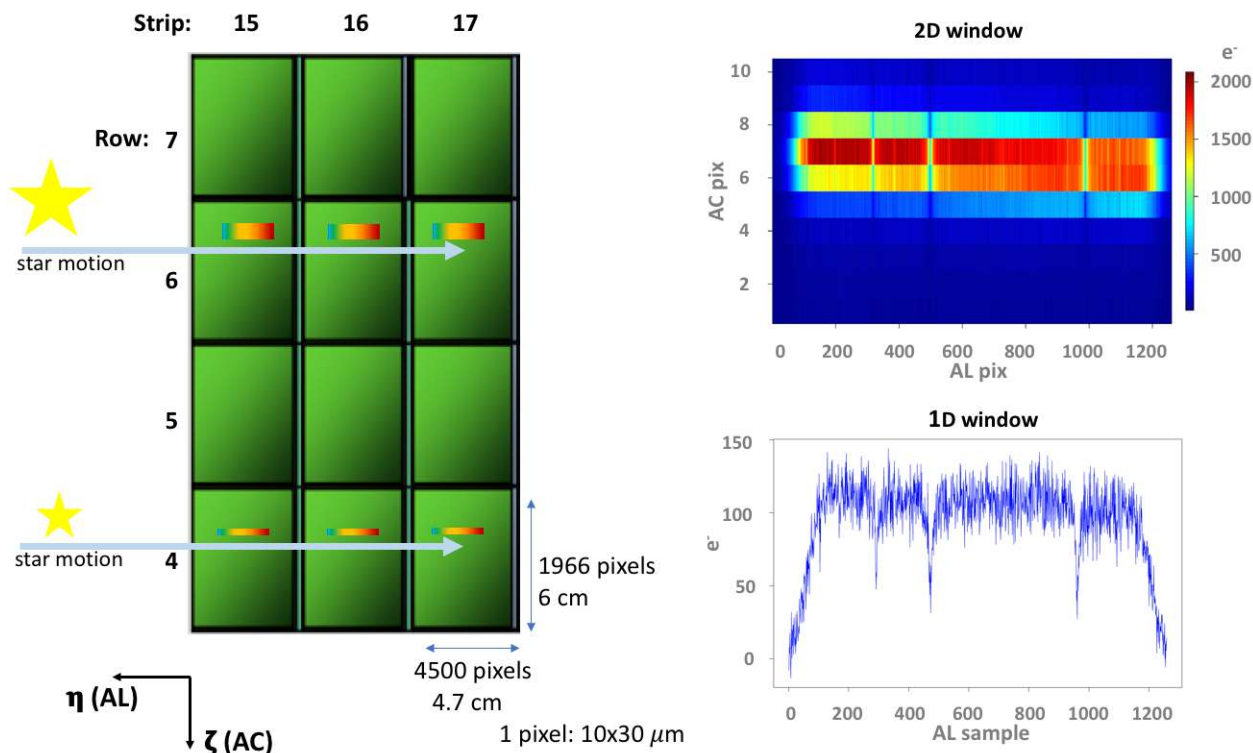 Strip: 15 16 17
Row: 7
star motion
6
5
star motion
4
1966 pixels
6 cm
4500 pixels
4.7 cm
1 pixel: 10x30 μm
η (AL)
ζ (AC)
2D window
e⁻
10
8
6
4
2
AC pix
0 200 400 600 800 1000 1200
AL pix
2000
1500
1000
500
1D window
150
100
50
0
e⁻
0 200 400 600 800 1000 1200
AL sample